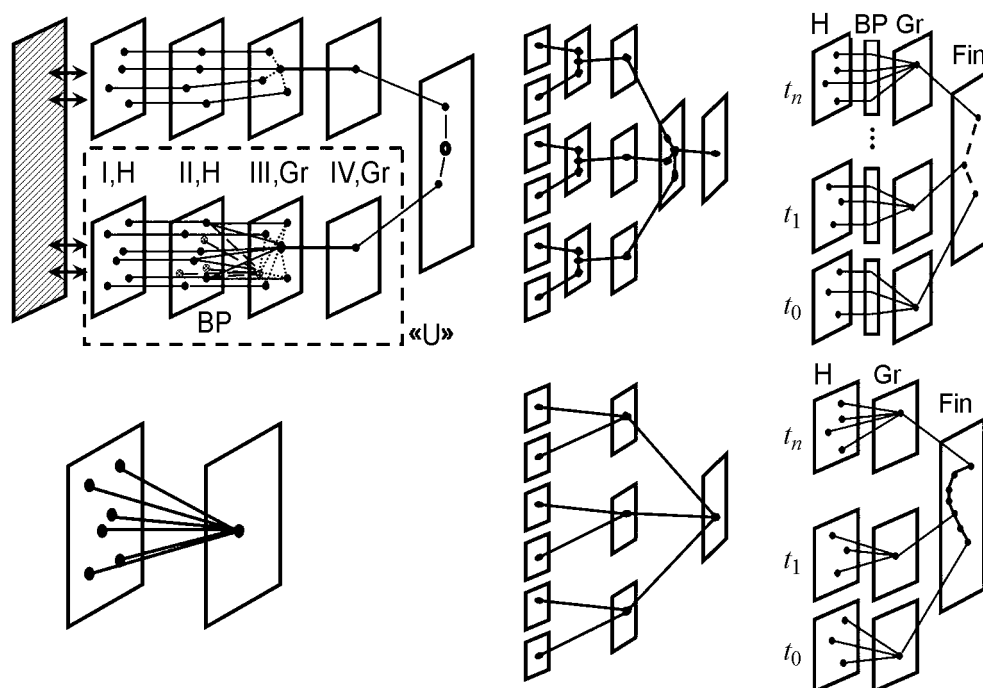 I,H II,H III,Gr IV,Gr
BP
«U»
H BP Gr
Fin
tₙ
t₁
t₀
H Gr
Fin
tₙ
t₁
t₀